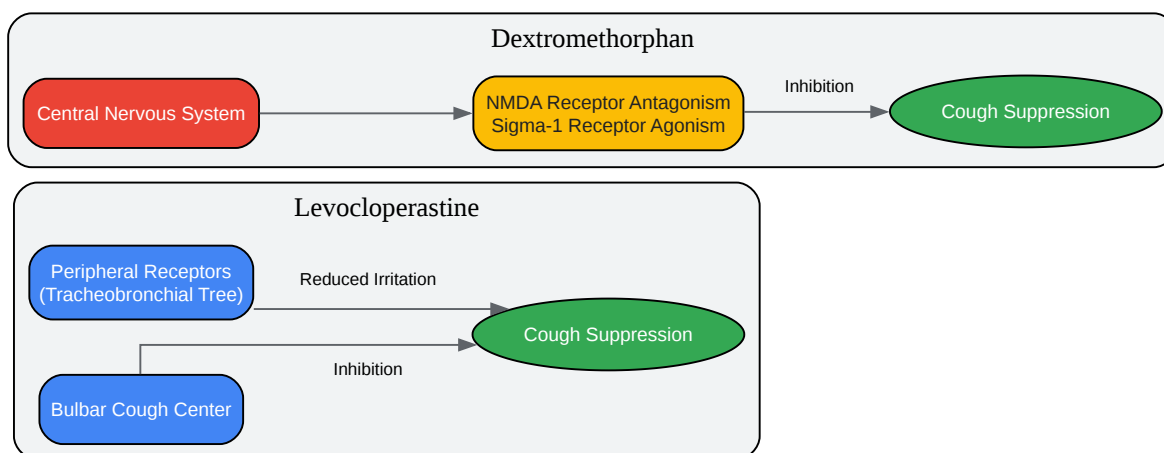 Dextromethorphan
Central Nervous System
NMDA Receptor Antagonism
Sigma-1 Receptor Agonism
Inhibition
Cough Suppression
Levocloperastine
Peripheral Receptors
(Tracheobronchial Tree)
Reduced Irritation
Cough Suppression
Inhibition
Bulbar Cough Center